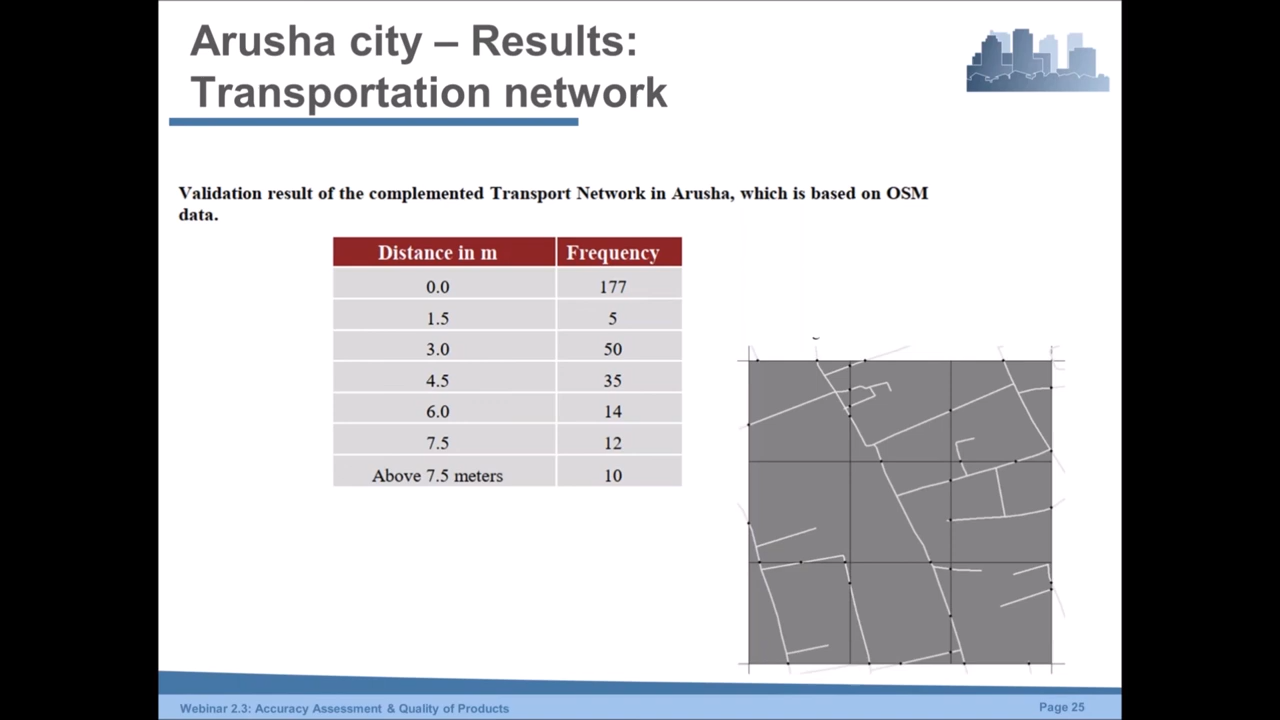 Arusha city – Results:
Transportation network
Validation result of the complemented Transport Network in Arusha, which is based on OSM
data.
Distance in m Frequency
0.0 177
1.5 5
3.0 50
4.5 35
6.0 14
7.5 12
Above 7.5 meters 10
Webinar 2.3: Accuracy Assessment & Quality of Products Page 25